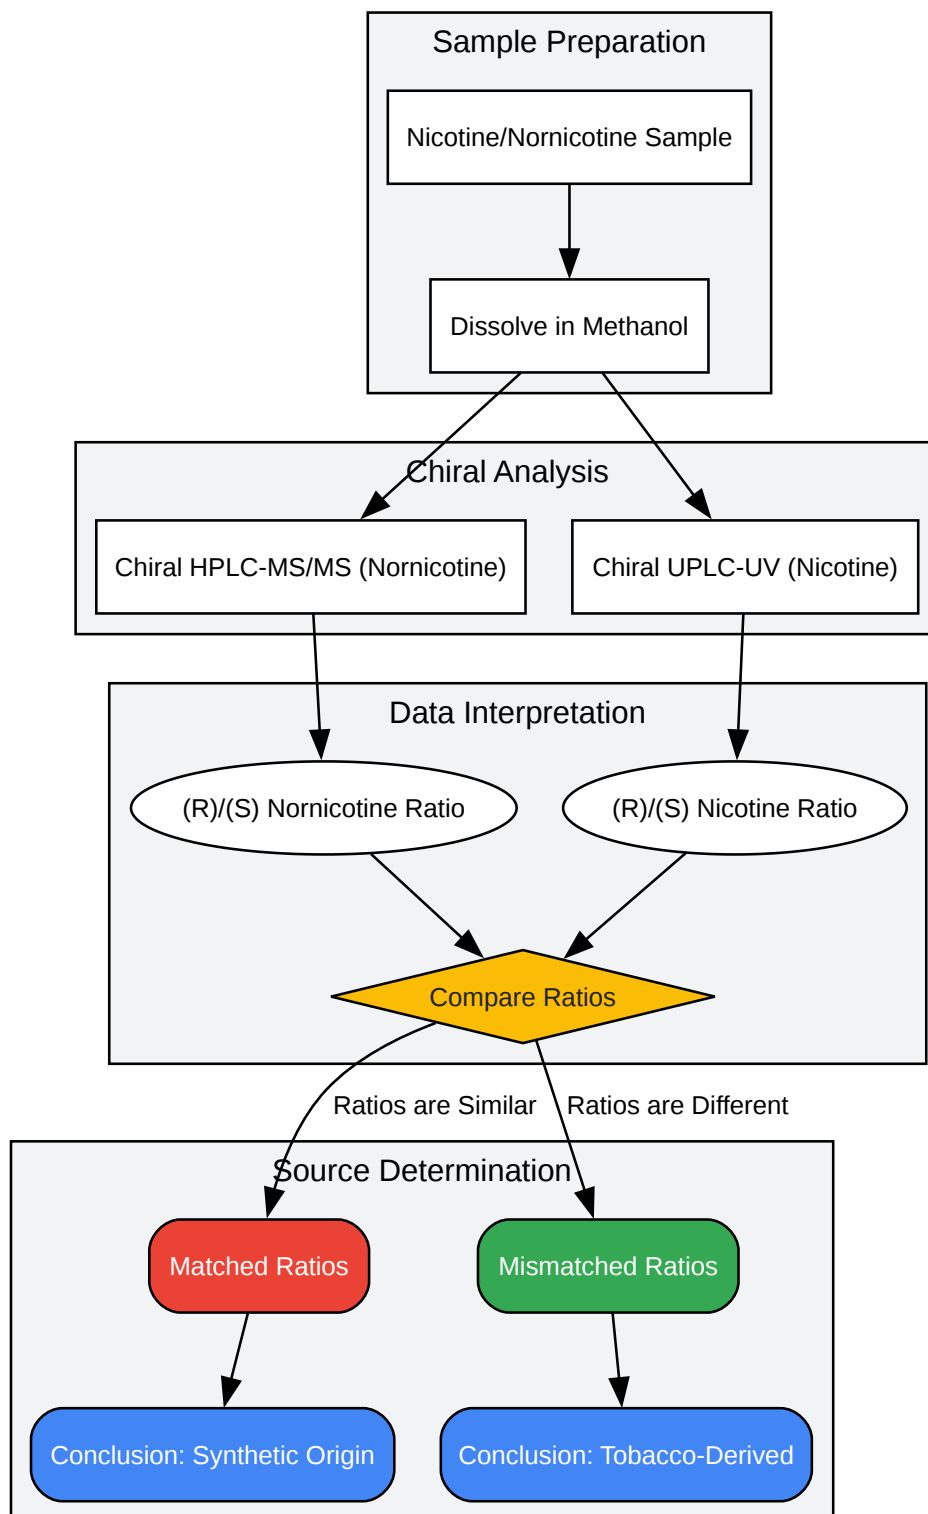 Sample Preparation
Nicotine/Nornicotine Sample
Dissolve in Methanol
Chiral Analysis
Chiral HPLC-MS/MS (Nornicotine)
Chiral UPLC-UV (Nicotine)
Data Interpretation
(R)/(S) Nornicotine Ratio
(R)/(S) Nicotine Ratio
Compare Ratios
Ratios are Similar
Ratios are Different
Source Determination
Matched Ratios
Mismatched Ratios
Conclusion: Synthetic Origin
Conclusion: Tobacco-Derived